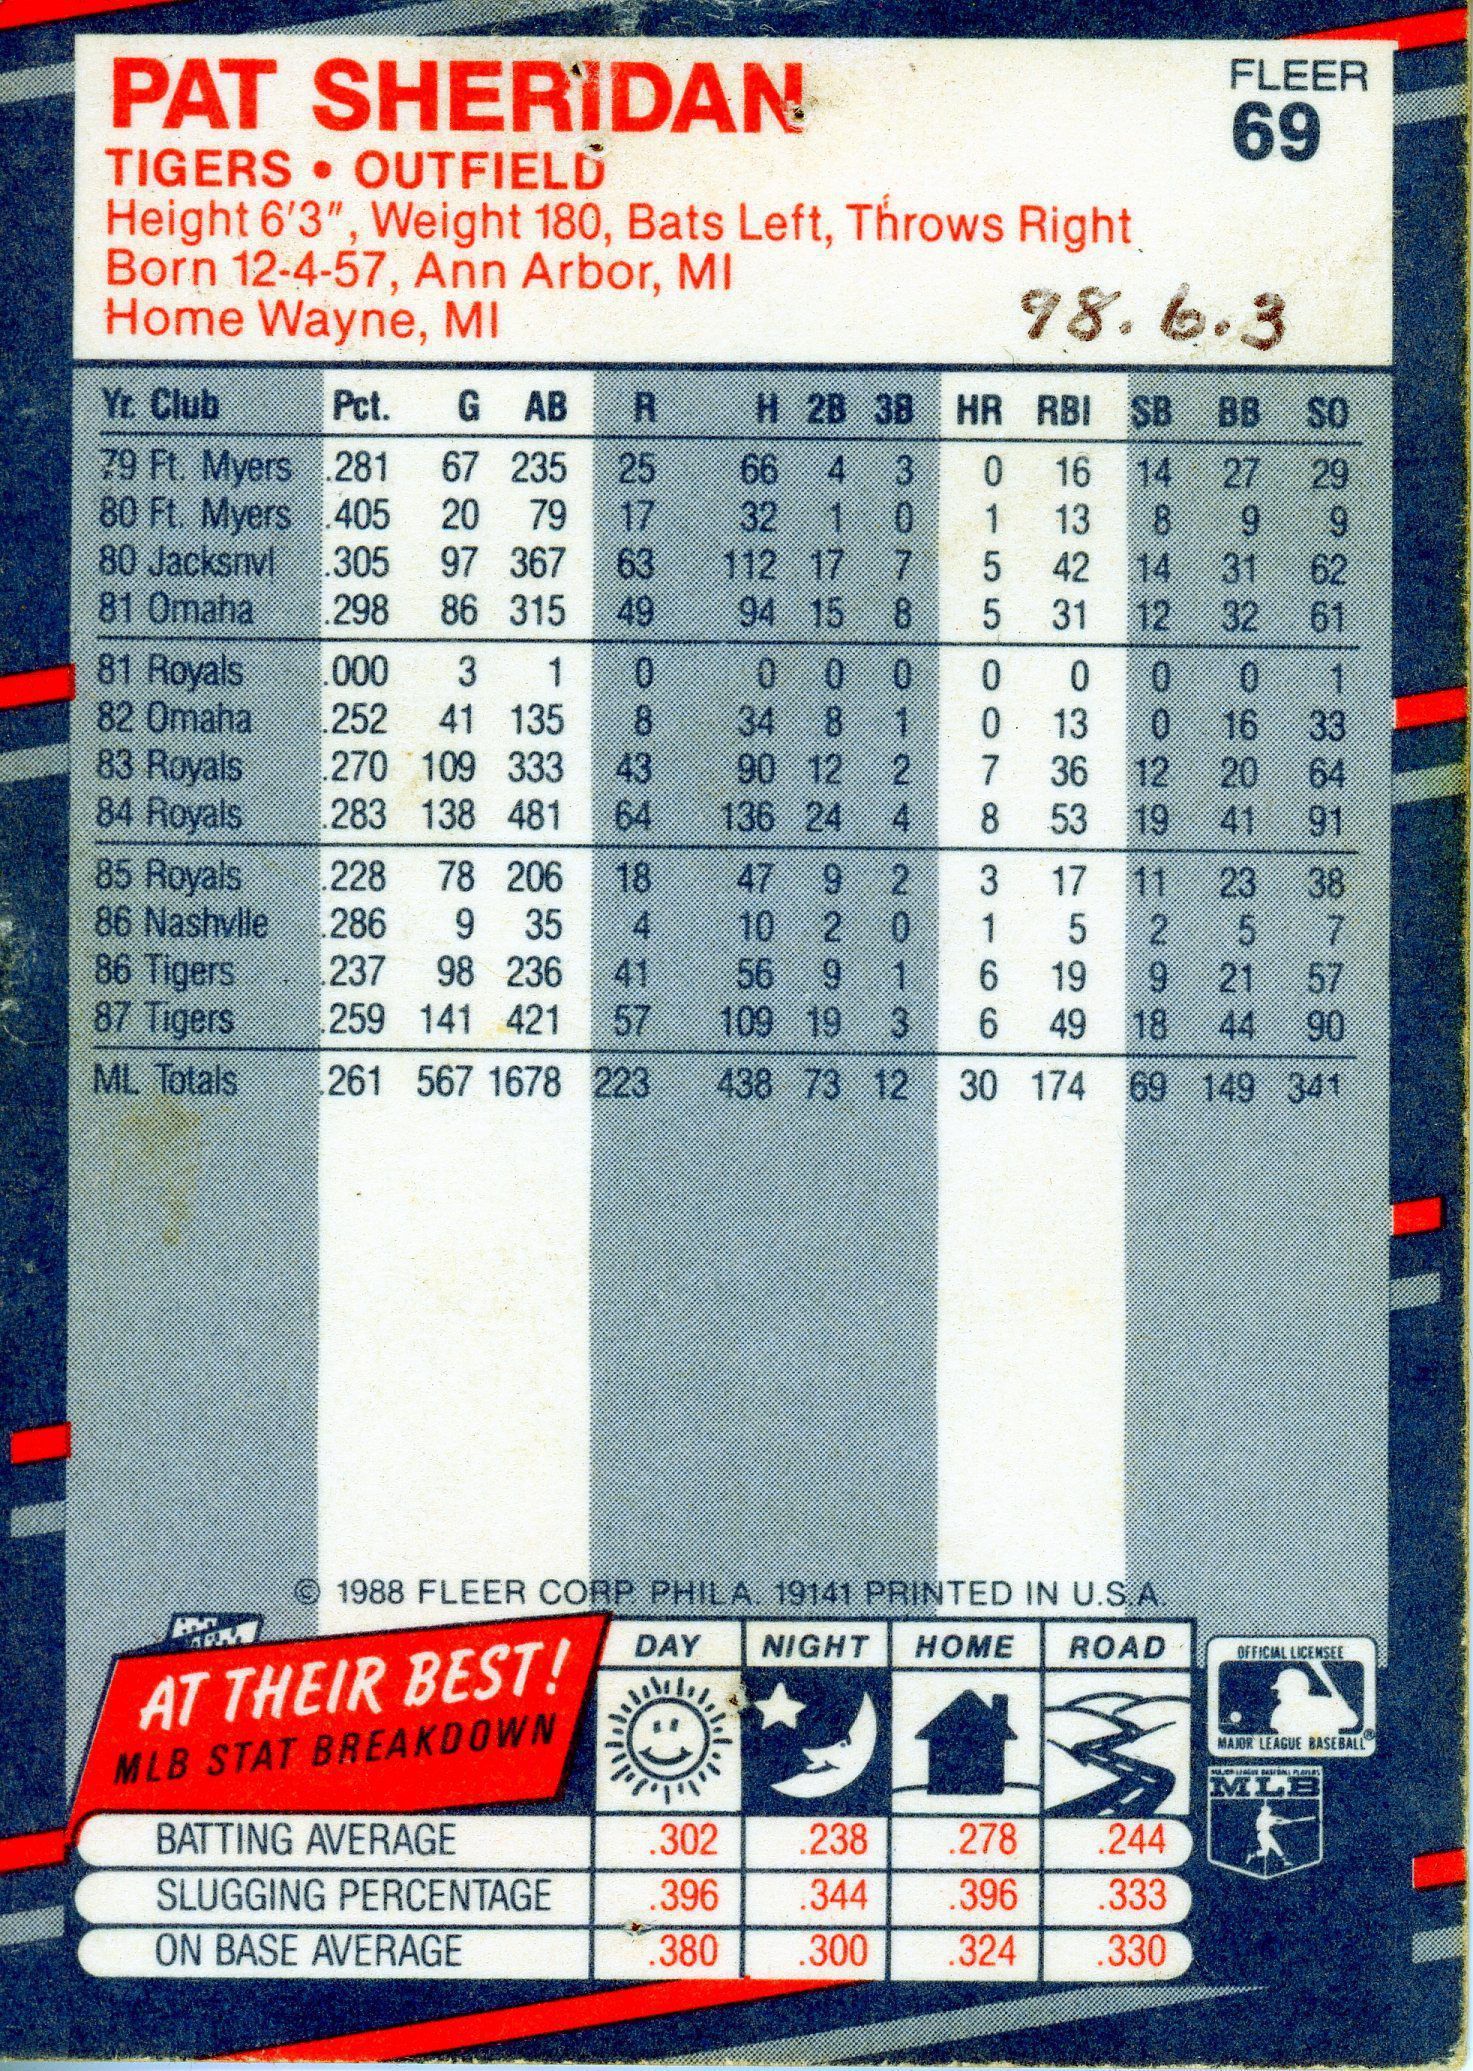 PAT SHERIDAN
FLEER
69
TIGERS • OUTFIELD
Height 6'3", Weight 180, Bats Left, Throws Right
Born 12-4-57, Ann Arbor, MI
Home Wayne, MI
98.6.3
Yr. Club Pct. G AB R H 2B 3B HR RBI SB BB SO
79 Ft. Myers .281 67 235 25 66 4 3 0 16 14 27 29
80 Ft. Myers .405 20 79 17 32 1 0 1 13 8 9 9
80 Jacksnvl .305 97 367 63 112 17 7 5 42 14 31 62
81 Omaha .298 86 315 49 94 15 8 5 31 12 32 61
81 Royals .000 3 1 0 0 0 0 0 0 0 0 1
82 Omaha .252 41 135 8 34 8 1 0 13 0 16 33
83 Royals .270 109 333 43 90 12 2 7 36 12 20 64
84 Royals .283 138 481 64 136 24 4 8 53 19 41 91
85 Royals .228 78 206 18 47 9 2 3 17 11 23 38
86 Nashvlle .286 9 35 4 10 2 0 1 5 2 5 7
86 Tigers .237 98 236 41 56 9 1 6 19 9 21 57
87 Tigers .259 141 421 57 109 19 3 6 49 18 44 90
ML Totals .261 567 1678 223 438 73 12 30 174 69 149 341
© 1988 FLEER CORP. PHILA. 19141 PRINTED IN U.S.A.
AT THEIR BEST!
MLB STAT BREAKDOWN
DAY NIGHT HOME ROAD
BATTING AVERAGE .302 .238 .278 .244
SLUGGING PERCENTAGE .396 .344 .396 .333
ON BASE AVERAGE .380 .300 .324 .330
OFFICIAL LICENSEE
MAJOR LEAGUE BASEBALL®
MAJOR LEAGUE BASEBALL PLAYERS
MLB